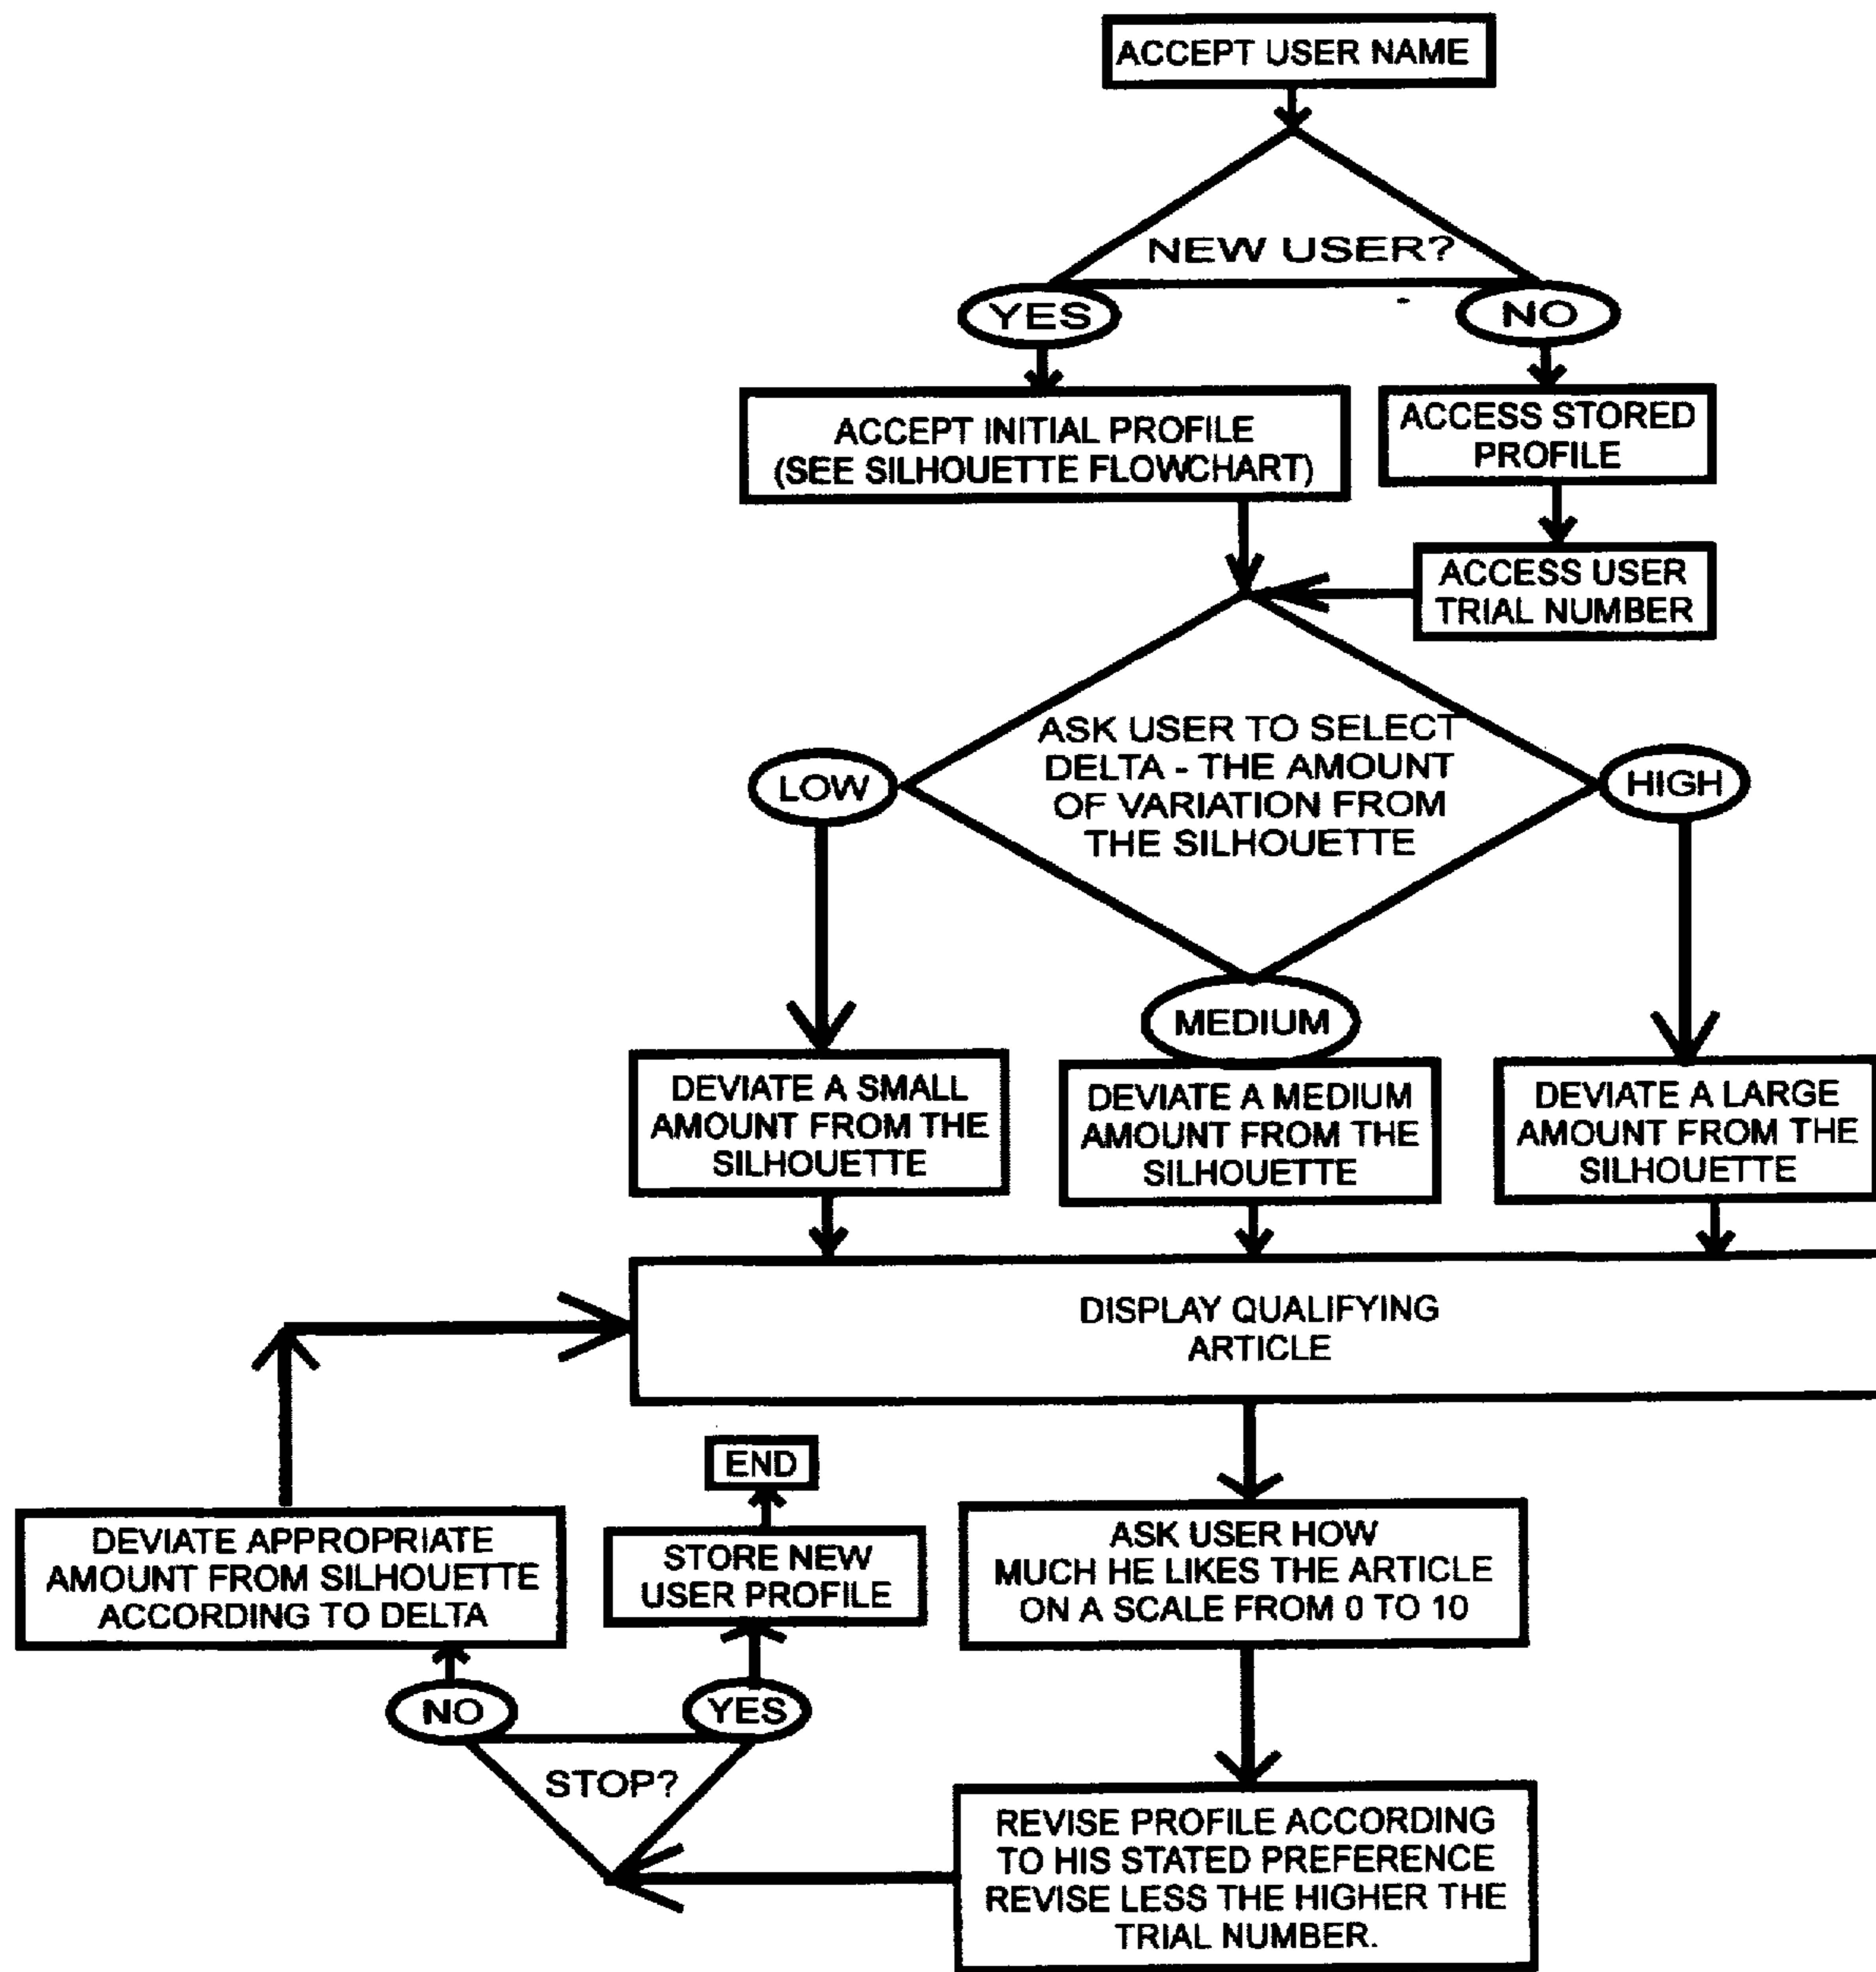 ACCEPT USER NAME
NEW USER?
YES
NO
ACCEPT INITIAL PROFILE
(SEE SILHOUETTE FLOWCHART)
ACCESS STORED
PROFILE
ACCESS USER
TRIAL NUMBER
ASK USER TO SELECT
DELTA - THE AMOUNT
OF VARIATION FROM
THE SILHOUETTE
LOW
HIGH
MEDIUM
DEVIATE A SMALL
AMOUNT FROM THE
SILHOUETTE
DEVIATE A MEDIUM
AMOUNT FROM THE
SILHOUETTE
DEVIATE A LARGE
AMOUNT FROM THE
SILHOUETTE
DISPLAY QUALIFYING
ARTICLE
ASK USER HOW
MUCH HE LIKES THE ARTICLE
ON A SCALE FROM 0 TO 10
REVISE PROFILE ACCORDING
TO HIS STATED PREFERENCE
REVISE LESS THE HIGHER THE
TRIAL NUMBER.
STOP?
NO
YES
DEVIATE APPROPRIATE
AMOUNT FROM SILHOUETTE
ACCORDING TO DELTA
STORE NEW
USER PROFILE
END